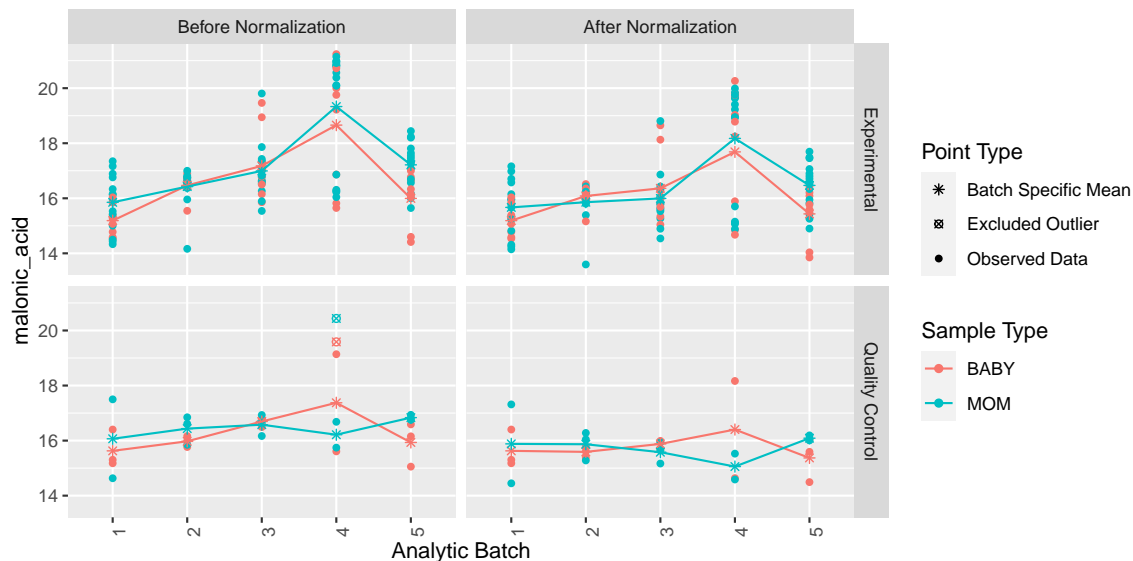 Before Normalization
After Normalization
malonic_acid
20
18
16
14
Experimental
20
18
16
14
Quality Control
1
2
3
4
5
1
2
3
4
5
Analytic Batch
Point Type
Batch Specific Mean
Excluded Outlier
Observed Data
Sample Type
BABY
MOM